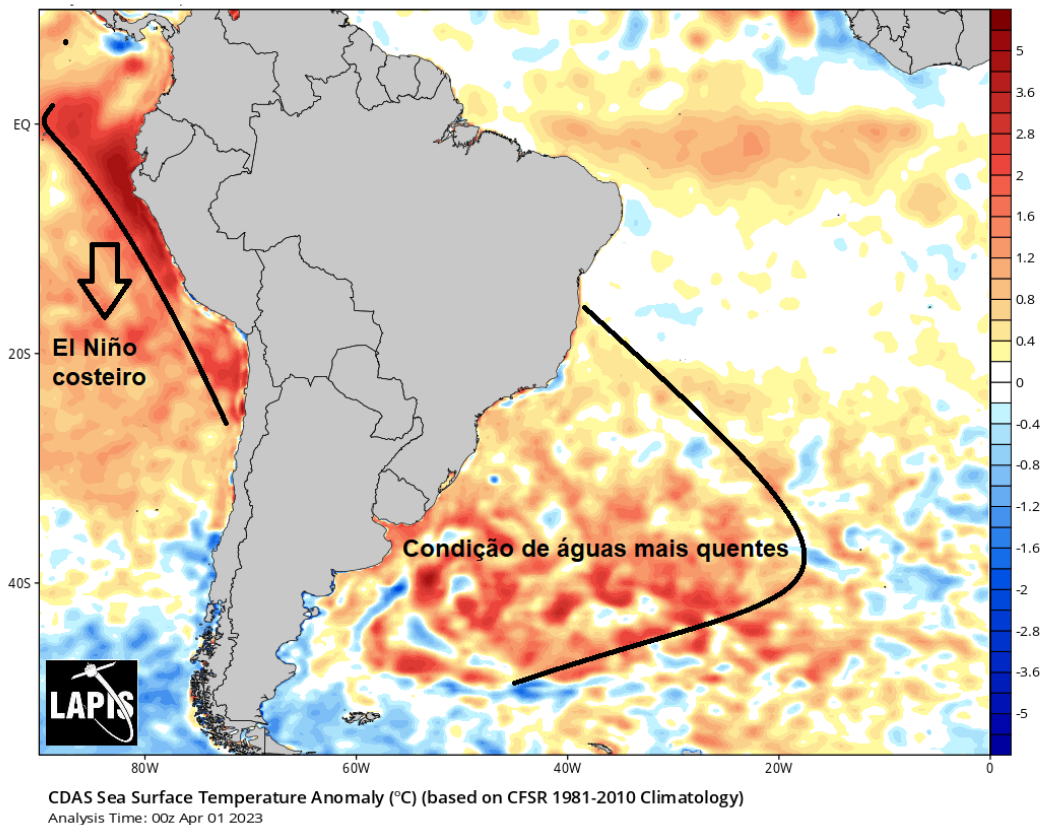 EQ
20S
40S
El Niño
costeiro
Condição de águas mais quentes
LAPIS
80W
60W
40W
20W
0
5
3.6
2.8
2
1.6
1.2
0.8
0.4
0
-0.4
-0.8
-1.2
-1.6
-2
-2.8
-3.6
-5
CDAS Sea Surface Temperature Anomaly (°C) (based on CFSR 1981-2010 Climatology)
Analysis Time: 00z Apr 01 2023